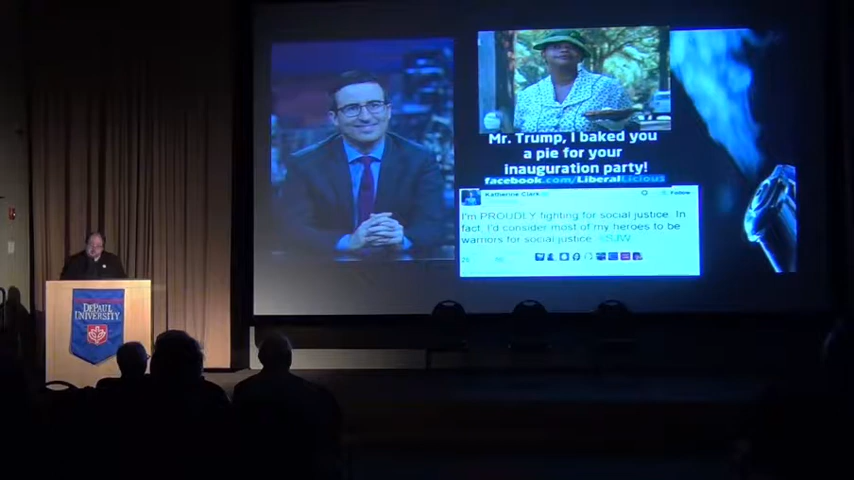 Mr. Trump, I baked you
a pie for your
inauguration party!
facebook.com/LiberalLicious
Katherine Clark
Follow
I'm PROUDLY fighting for social justice. In
fact, I'd consider most of my heroes to be
warriors for social justice.
DEPAUL
UNIVERSITY